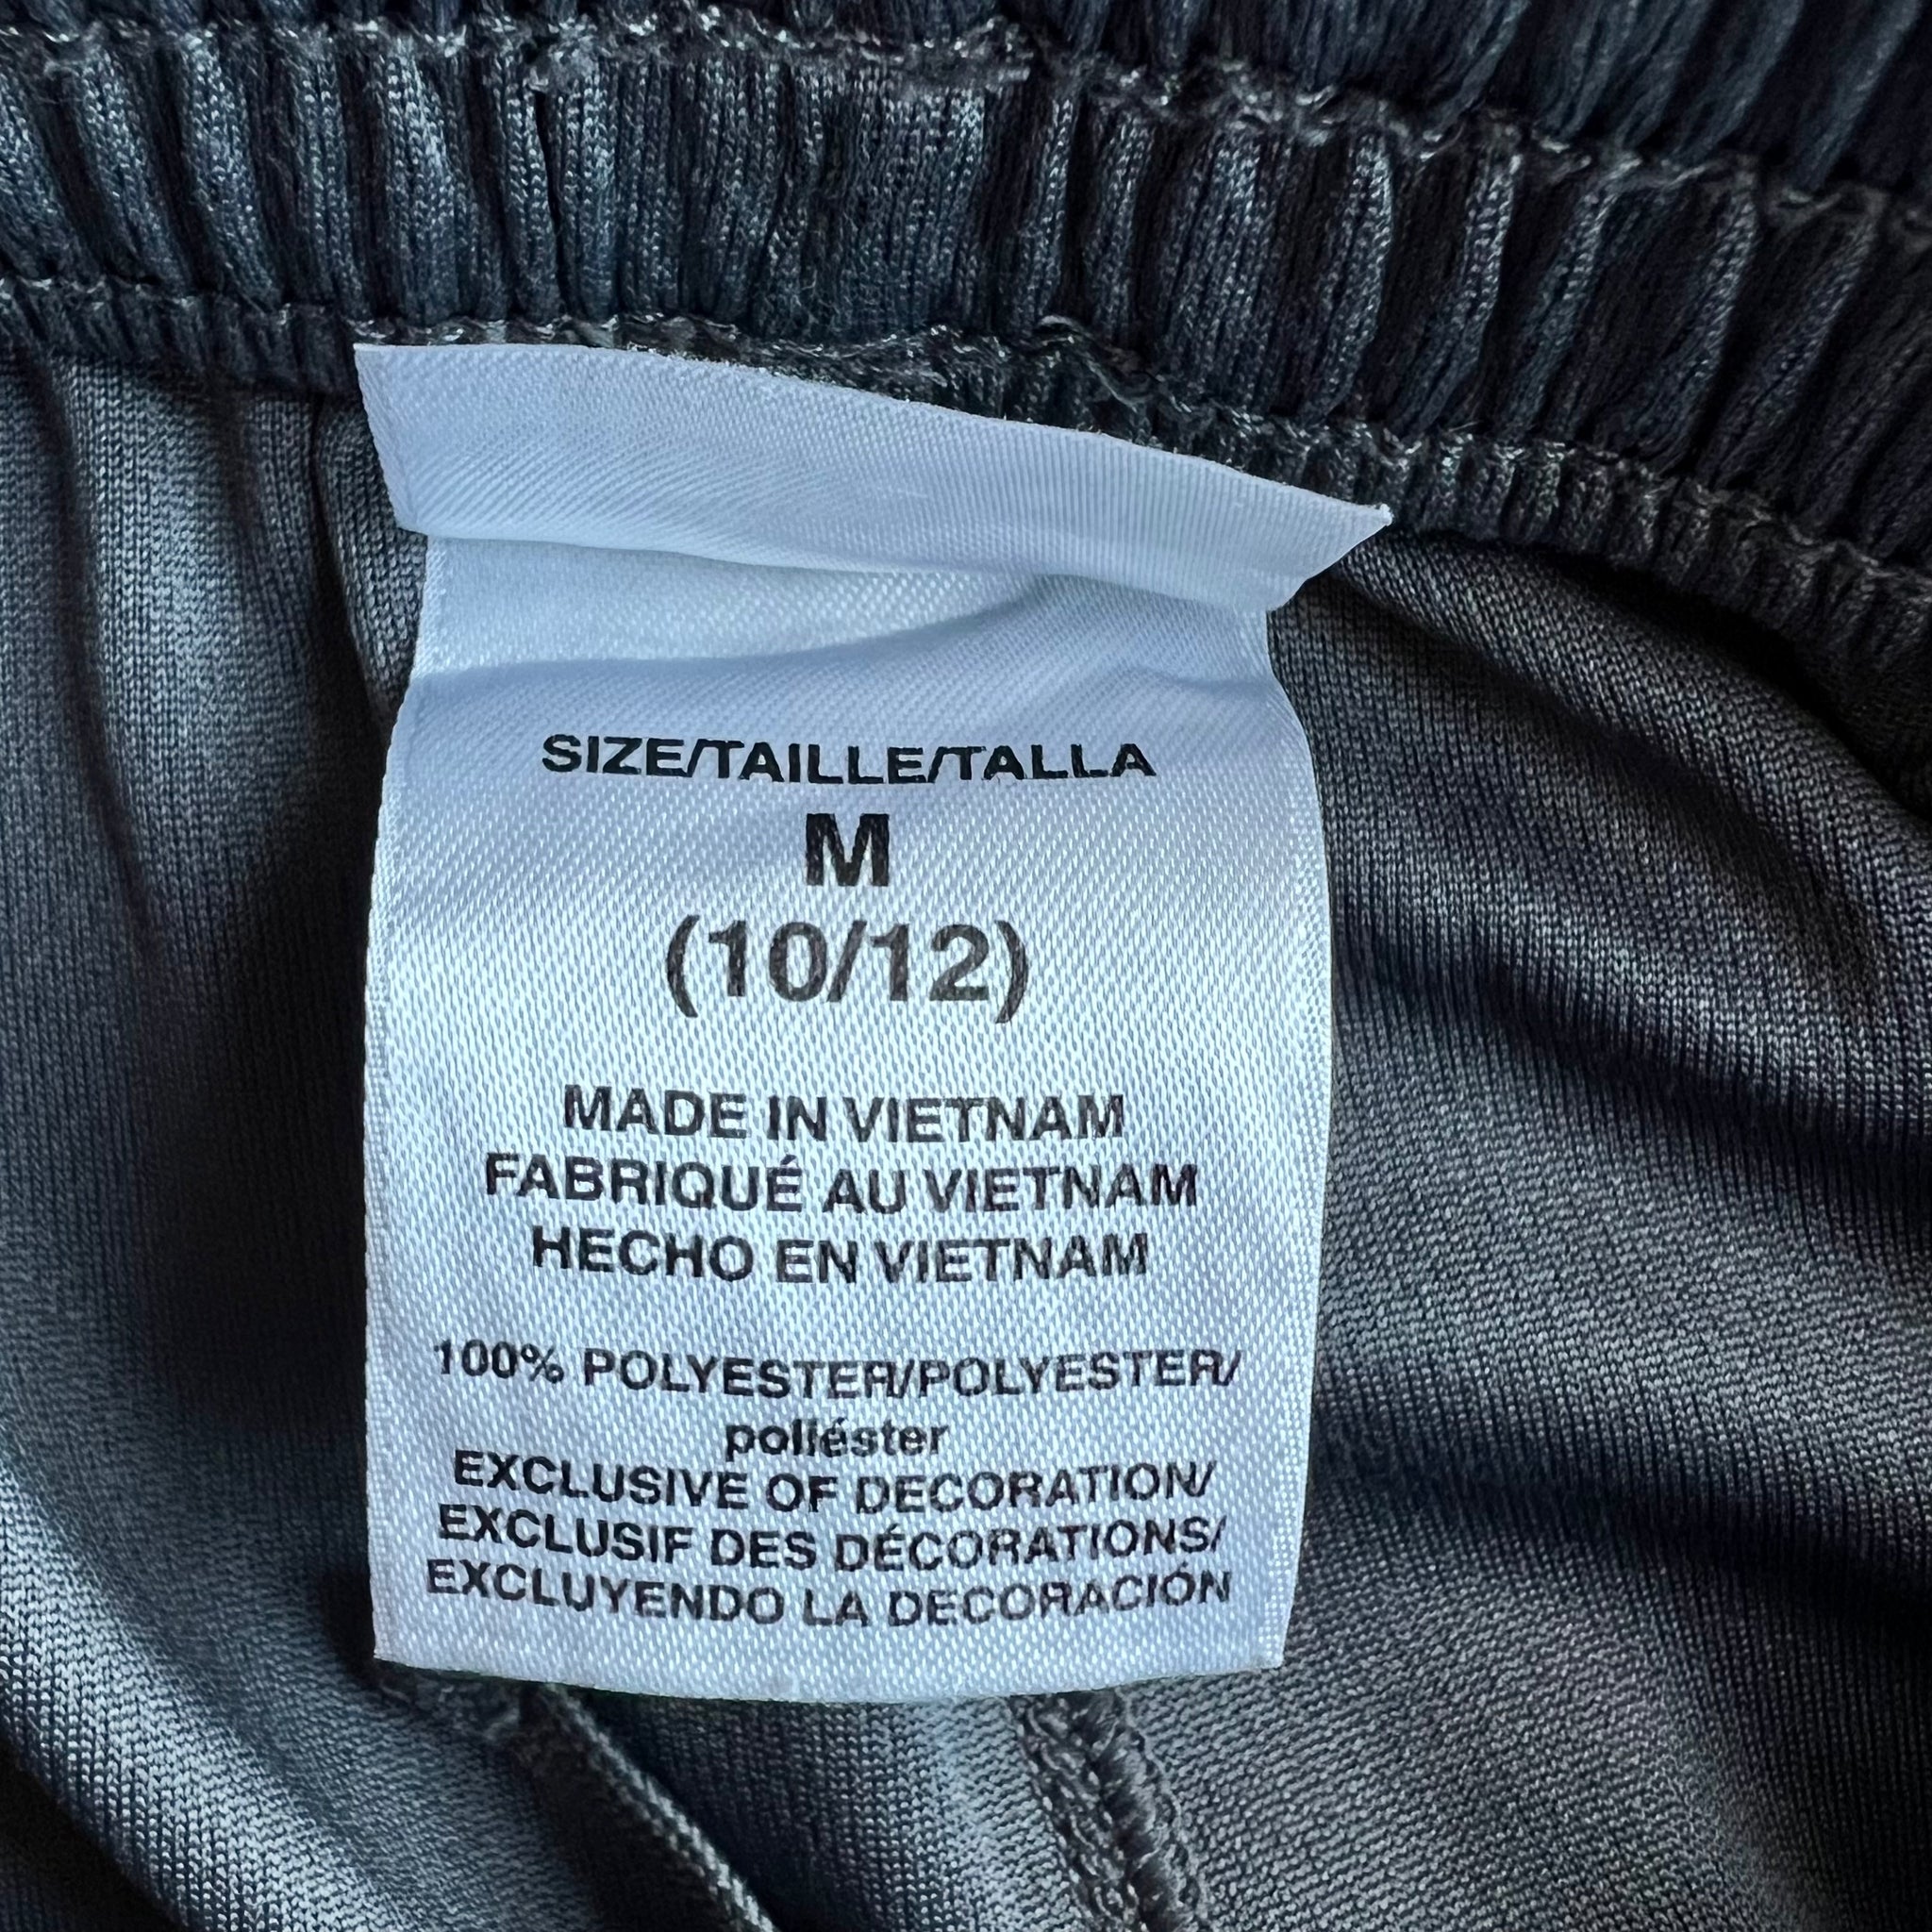 SIZE/TAILLE/TALLA
M
(10/12)
MADE IN VIETNAM
FABRIQUÉ AU VIETNAM
HECHO EN VIETNAM
100% POLYESTER/POLYESTER/
poliéster
EXCLUSIVE OF DECORATION/
EXCLUSIF DES DÉCORATIONS/
EXCLUYENDO LA DECORACIÓN